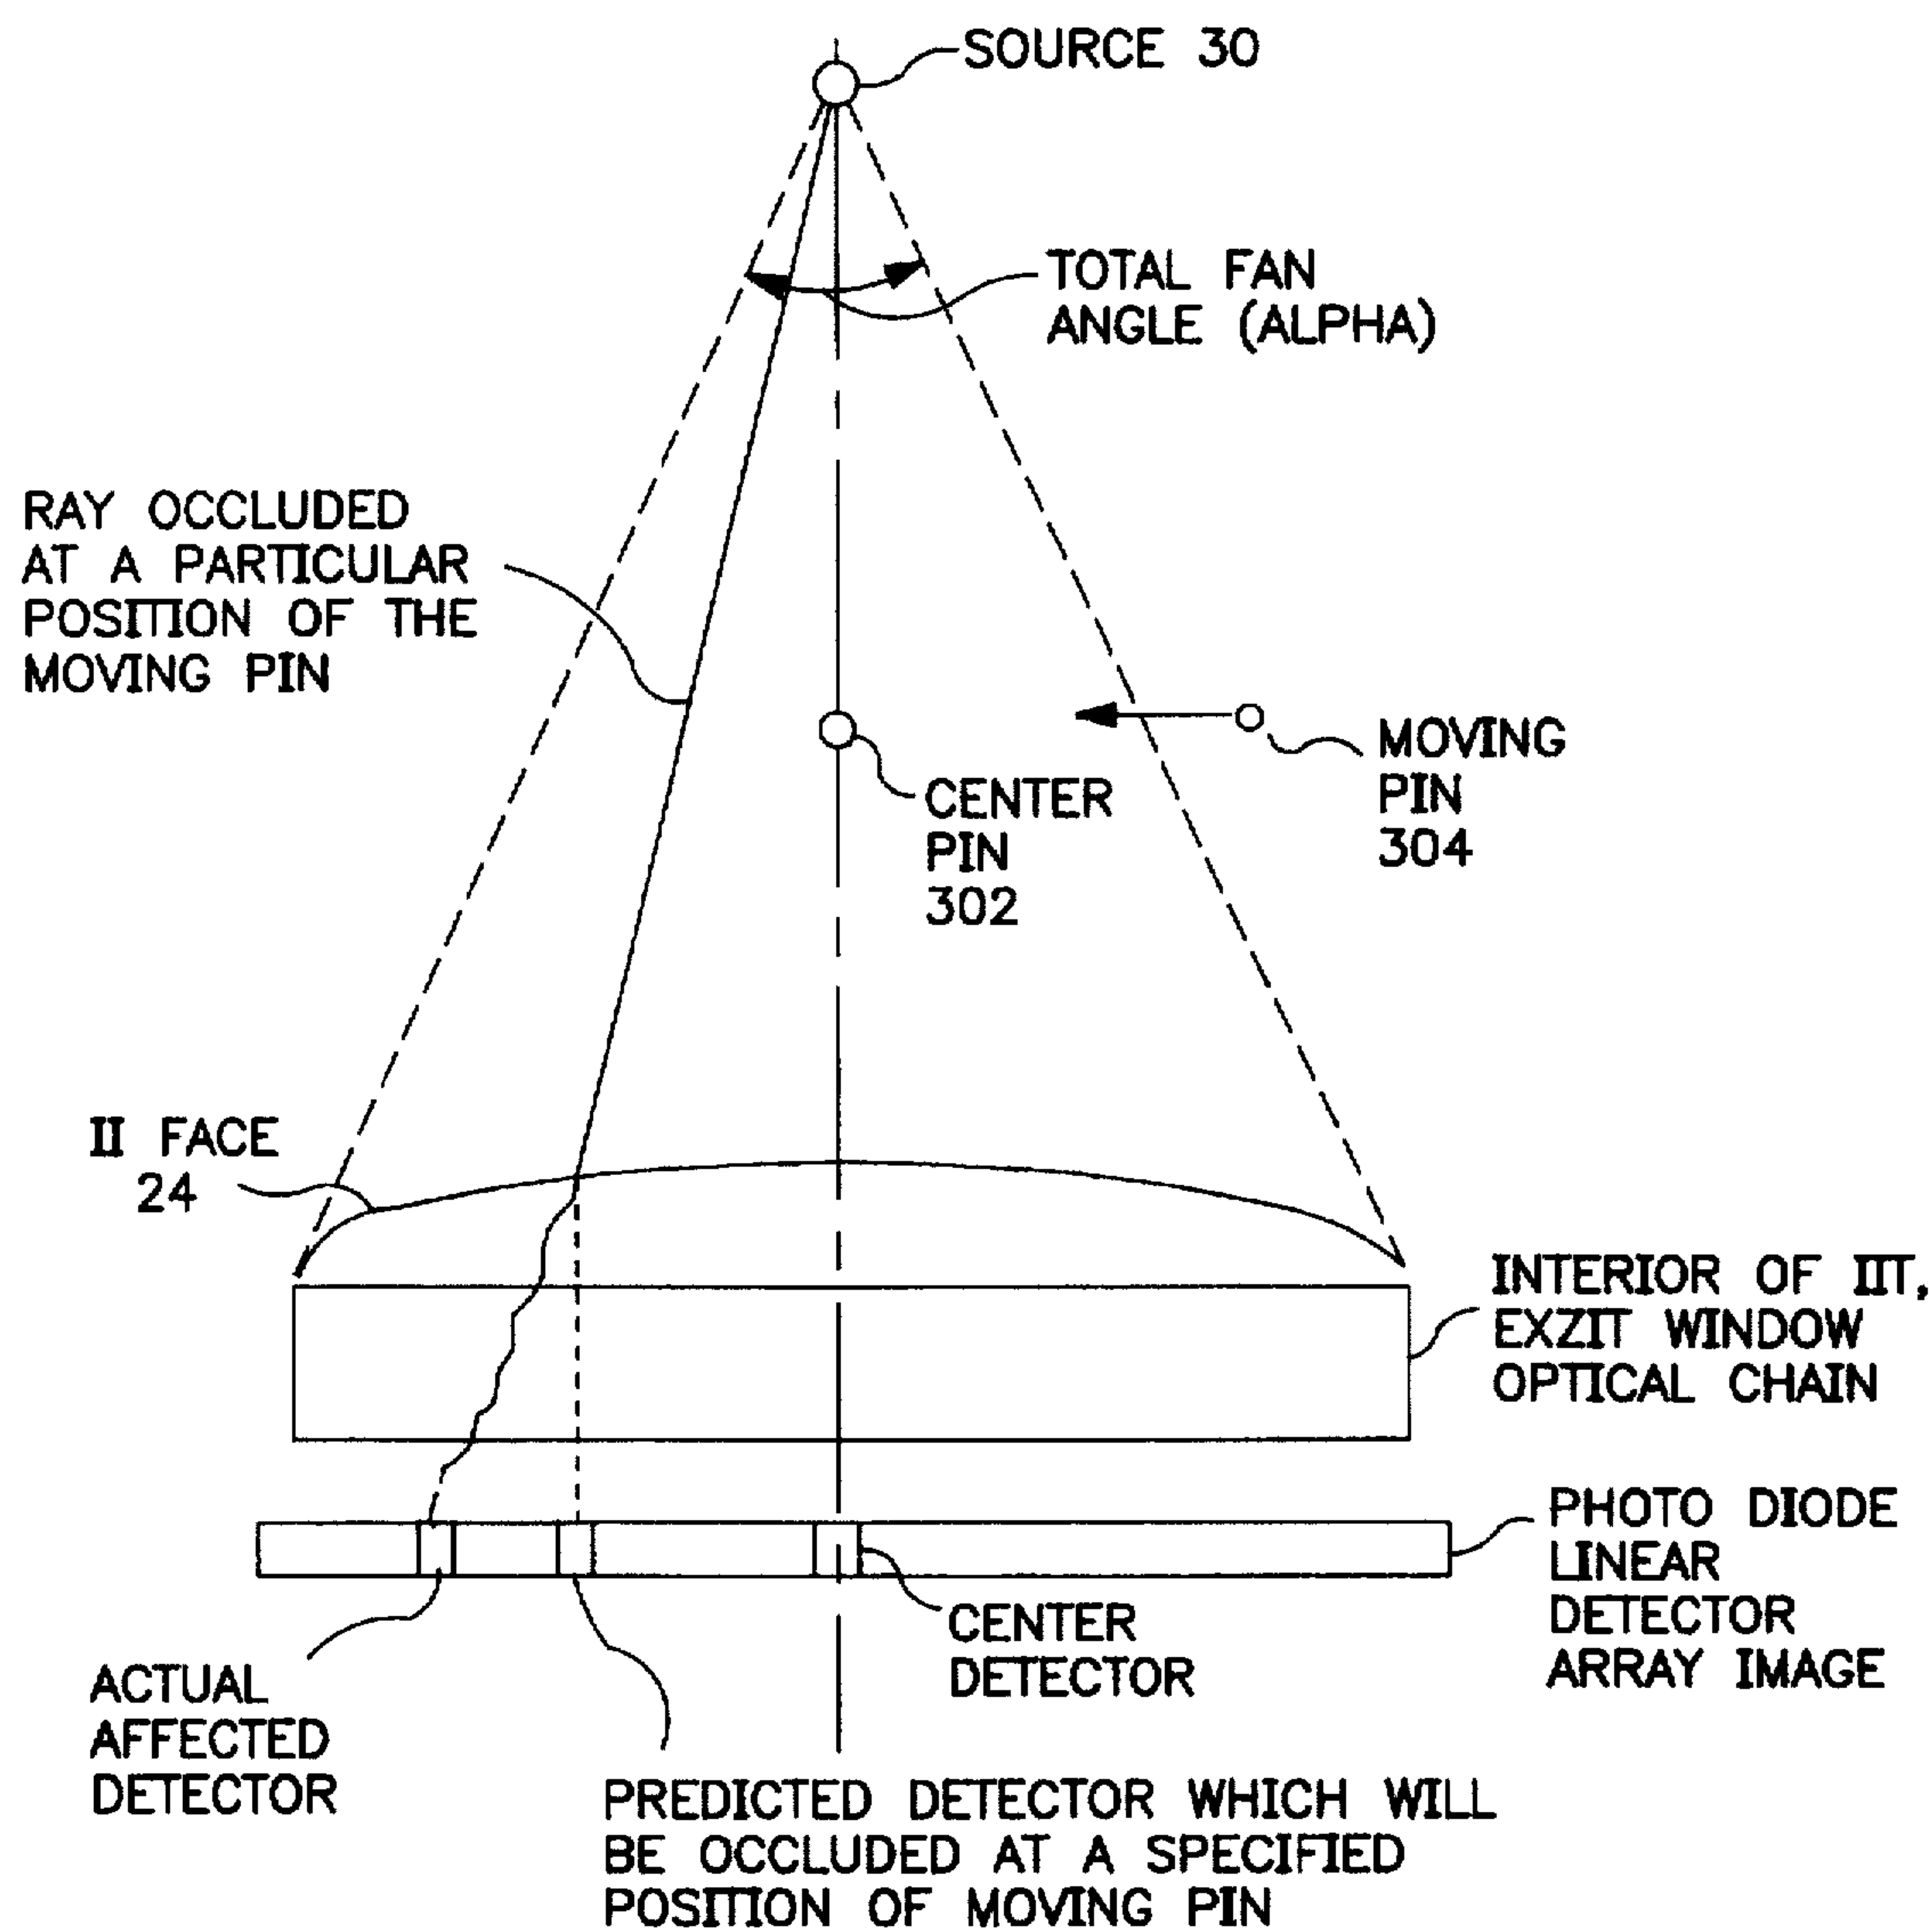 SOURCE 30
TOTAL FAN
ANGLE (ALPHA)
RAY OCCLUDED
AT A PARTICULAR
POSITION OF THE
MOVING PIN
MOVING
PIN
304
CENTER
PIN
302
II FACE
24
INTERIOR OF IIT,
EXZIT WINDOW
OPTICAL CHAIN
PHOTO DIODE
LINEAR
DETECTOR
ARRAY IMAGE
CENTER
DETECTOR
ACTUAL
AFFECTED
DETECTOR
PREDICTED DETECTOR WHICH WILL
BE OCCLUDED AT A SPECIFIED
POSITION OF MOVING PIN